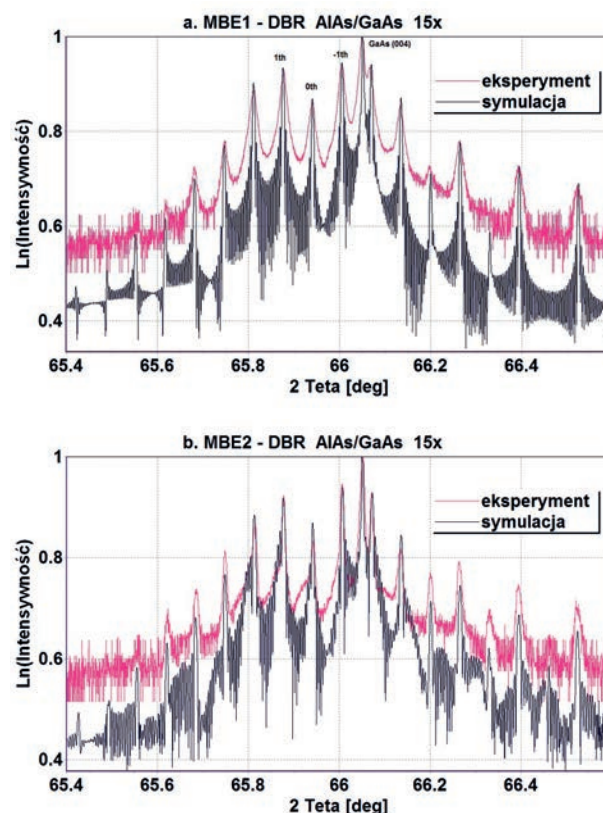 a. MBE1 - DBR AlAs/GaAs 15x
1
GaAs (004)
-1th
1th
0th
eksperyment
symulacja
0.8
0.6
0.4
Ln(Intensywność)
65.4 65.6 65.8 66 66.2 66.4
2 Teta [deg]
b. MBE2 - DBR AlAs/GaAs 15x
1
eksperyment
symulacja
0.8
0.6
0.4
Ln(Intensywność)
65.4 65.6 65.8 66 66.2 66.4
2 Teta [deg]